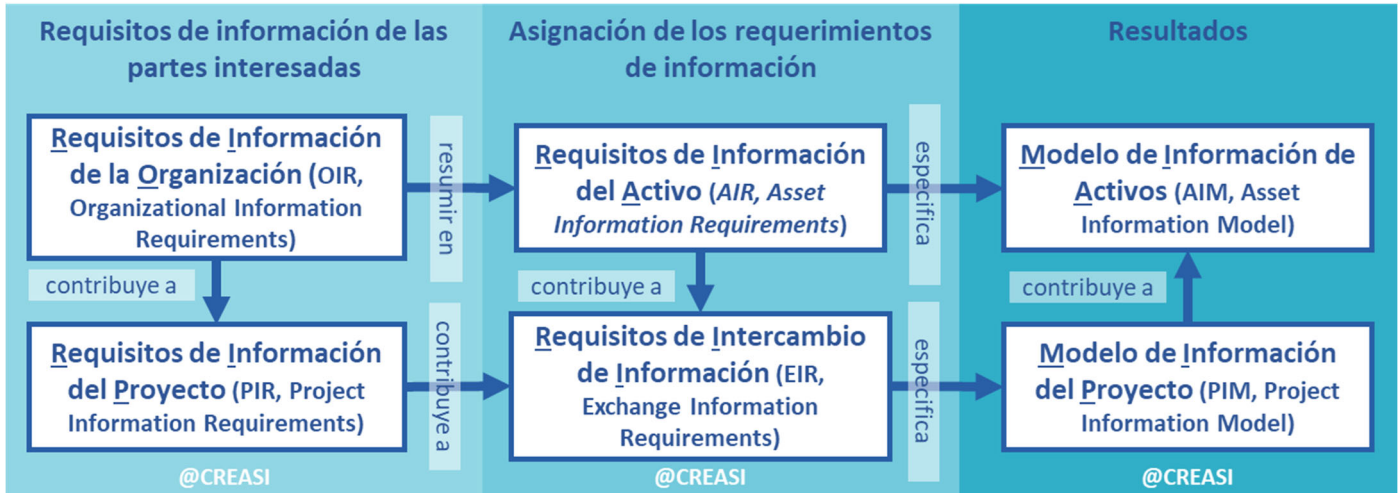 Requisitos de información de las
partes interesadas
Requisitos de Información
de la Organización (OIR,
Organizational Information
Requirements)
contribuye a
Requisitos de Información
del Proyecto (PIR, Project
Information Requirements)
@CREASI
resumir en
contribuye a
Asignación de los requerimientos
de información
Requisitos de Información
del Activo (AIR, Asset
Information Requirements)
contribuye a
Requisitos de Intercambio
de Información (EIR,
Exchange Information
Requirements)
@CREASI
especifica
especifica
Resultados
Modelo de Información de
Activos (AIM, Asset
Information Model)
contribuye a
Modelo de Información
del Proyecto (PIM, Project
Information Model)
@CREASI